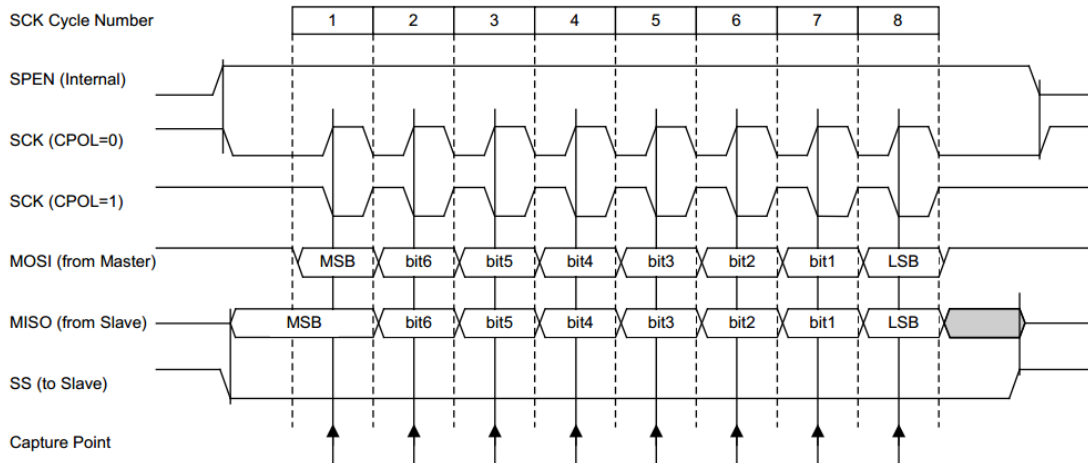 SCK Cycle Number 1 2 3 4 5 6 7 8
SPEN (Internal)
SCK (CPOL=0)
SCK (CPOL=1)
MOSI (from Master) MSB bit6 bit5 bit4 bit3 bit2 bit1 LSB
MISO (from Slave) MSB bit6 bit5 bit4 bit3 bit2 bit1 LSB
SS (to Slave)
Capture Point